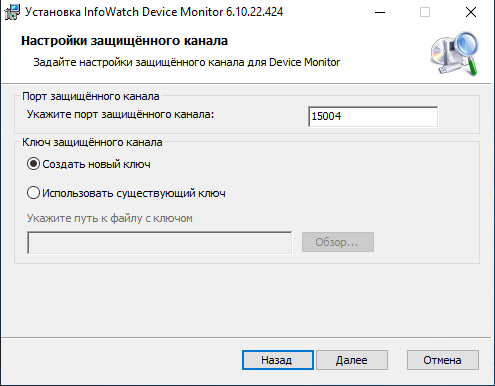 Установка InfoWatch Device Monitor 6.10.22.424
Настройки защищённого канала
Задайте настройки защищённого канала для Device Monitor
Порт защищённого канала
Укажите порт защищённого канала:
15004
Ключ защищённого канала
Создать новый ключ
Использовать существующий ключ
Укажите путь к файлу с ключом
Обзор...
Назад
Далее
Отмена